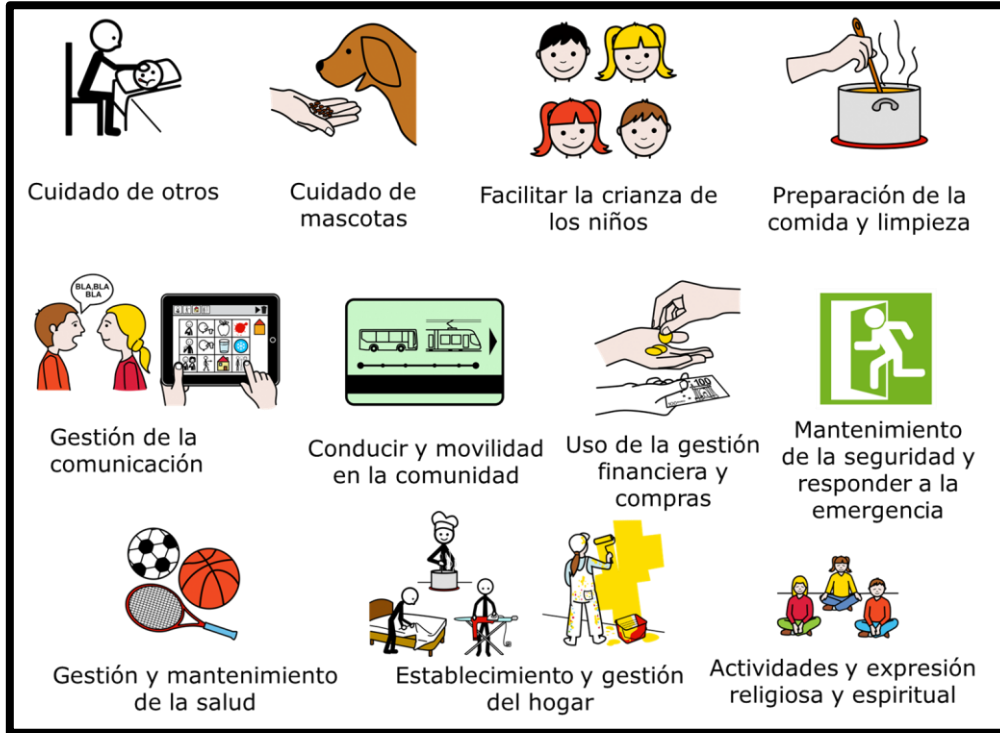 Cuidado de otros
Cuidado de
mascotas
Facilitar la crianza de
los niños
Preparación de la
comida y limpieza
BLA,BLA
BLA
Gestión de la
comunicación
Conducir y movilidad
en la comunidad
100
Uso de la gestión
financiera y
compras
Mantenimiento
de la seguridad y
responder a la
emergencia
Gestión y mantenimiento
de la salud
Establecimiento y gestión
del hogar
Actividades y expresión
religiosa y espiritual